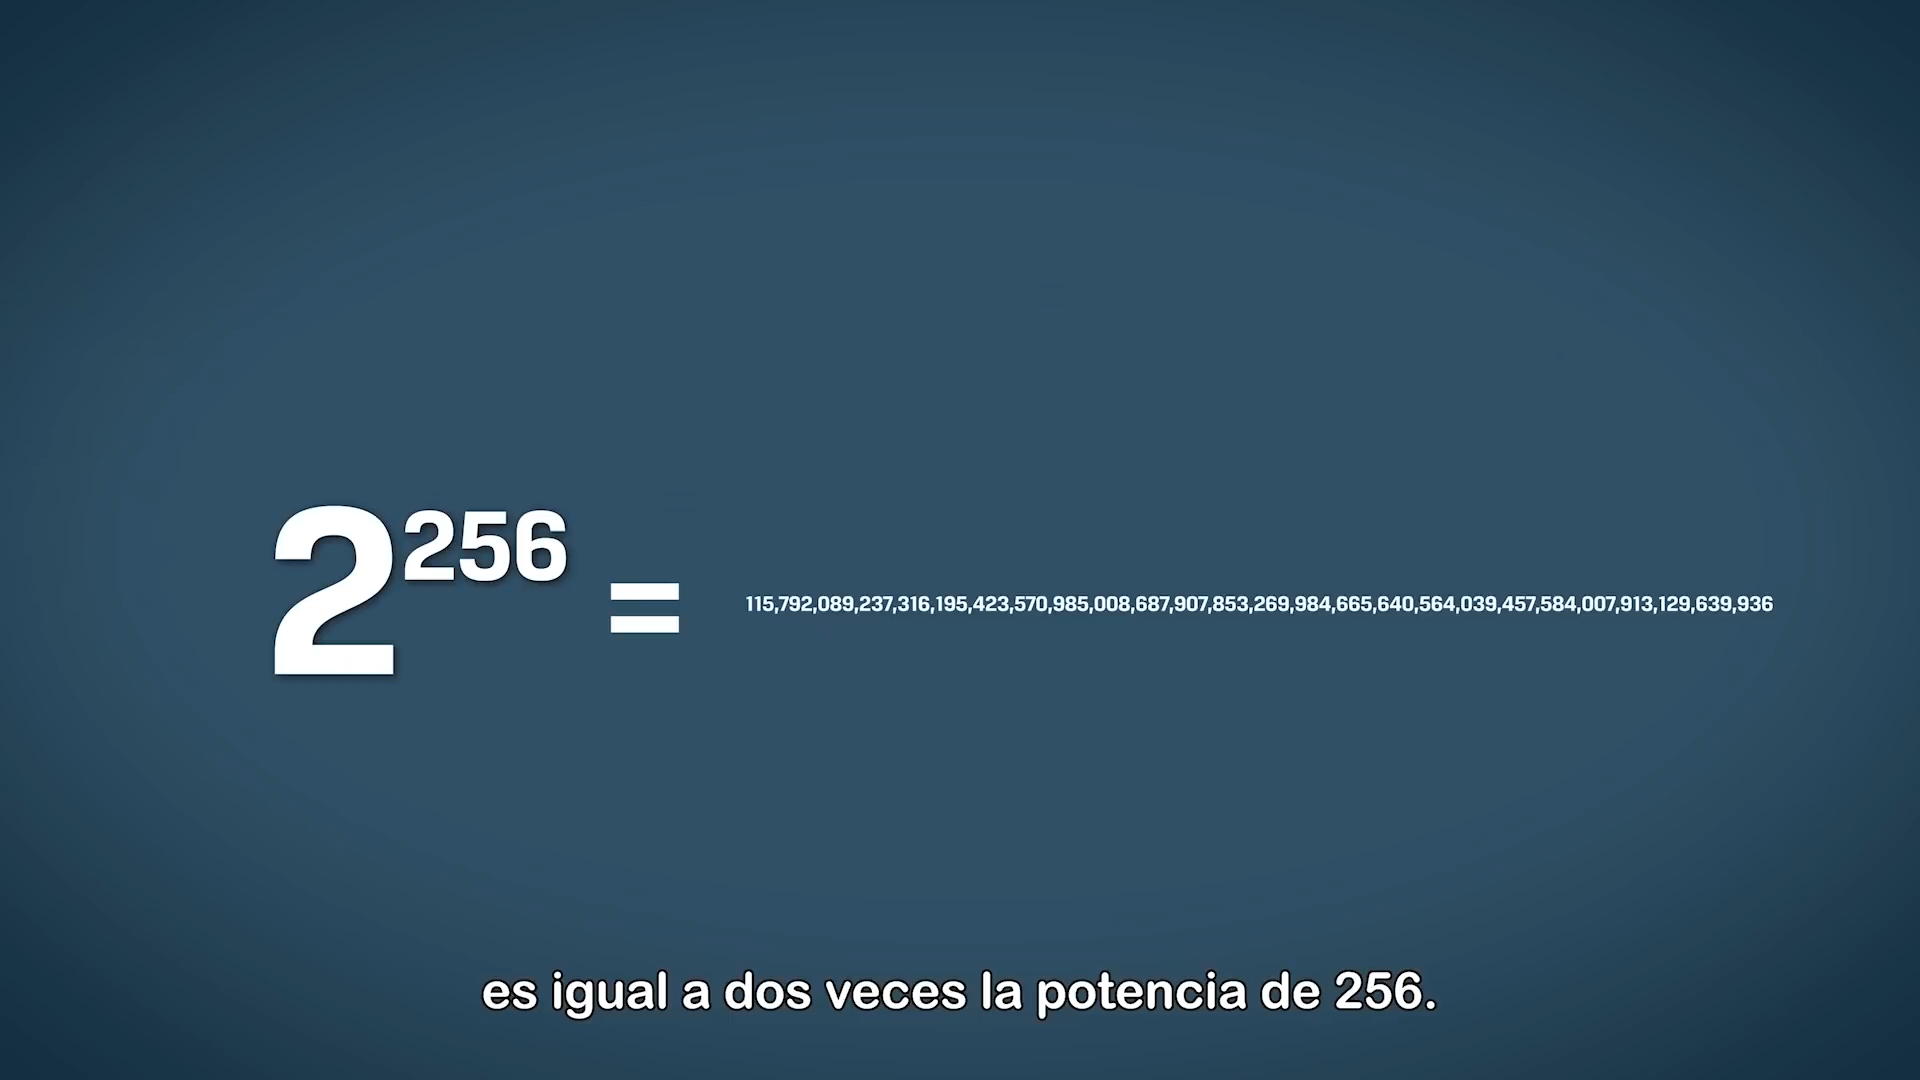 2²⁵⁶ = 115,792,089,237,316,195,423,570,985,008,687,907,853,269,984,665,640,564,039,457,584,007,913,129,639,936
es igual a dos veces la potencia de 256.